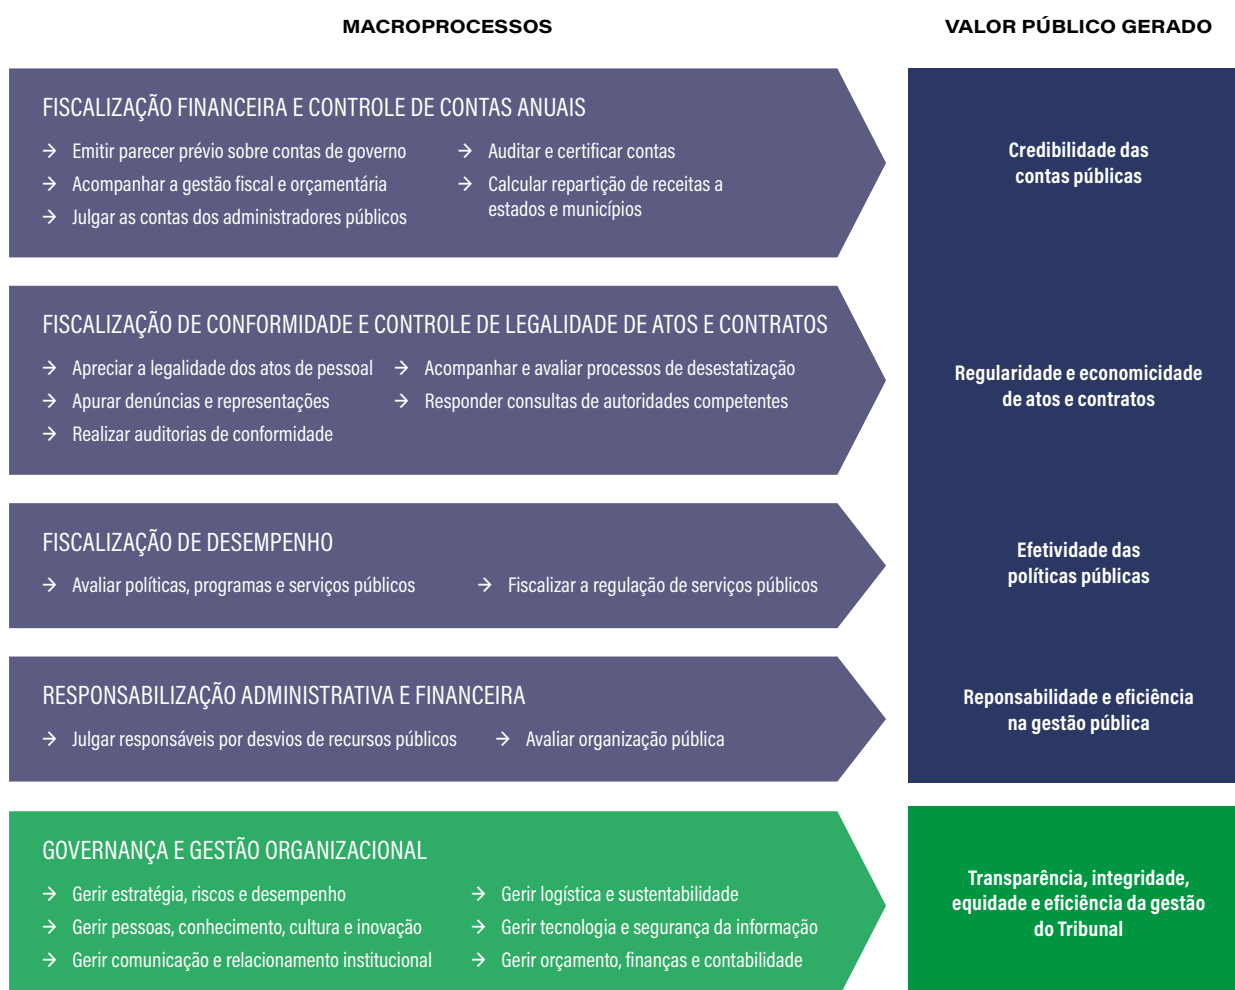 MACROPROCESSOS
VALOR PÚBLICO GERADO
FISCALIZAÇÃO FINANCEIRA E CONTROLE DE CONTAS ANUAIS
→ Emitir parecer prévio sobre contas de governo
→ Acompanhar a gestão fiscal e orçamentária
→ Julgar as contas dos administradores públicos
→ Auditar e certificar contas
→ Calcular repartição de receitas a
estados e municípios
Credibilidade das
contas públicas
FISCALIZAÇÃO DE CONFORMIDADE E CONTROLE DE LEGALIDADE DE ATOS E CONTRATOS
→ Apreciar a legalidade dos atos de pessoal
→ Apurar denúncias e representações
→ Realizar auditorias de conformidade
→ Acompanhar e avaliar processos de desestatização
→ Responder consultas de autoridades competentes
Regularidade e economicidade
de atos e contratos
FISCALIZAÇÃO DE DESEMPENHO
→ Avaliar políticas, programas e serviços públicos
→ Fiscalizar a regulação de serviços públicos
Efetividade das
políticas públicas
RESPONSABILIZAÇÃO ADMINISTRATIVA E FINANCEIRA
→ Julgar responsáveis por desvios de recursos públicos
→ Avaliar organização pública
Reponsabilidade e eficiência
na gestão pública
GOVERNANÇA E GESTÃO ORGANIZACIONAL
→ Gerir estratégia, riscos e desempenho
→ Gerir pessoas, conhecimento, cultura e inovação
→ Gerir comunicação e relacionamento institucional
→ Gerir logística e sustentabilidade
→ Gerir tecnologia e segurança da informação
→ Gerir orçamento, finanças e contabilidade
Transparência, integridade,
equidade e eficiência da gestão
do Tribunal